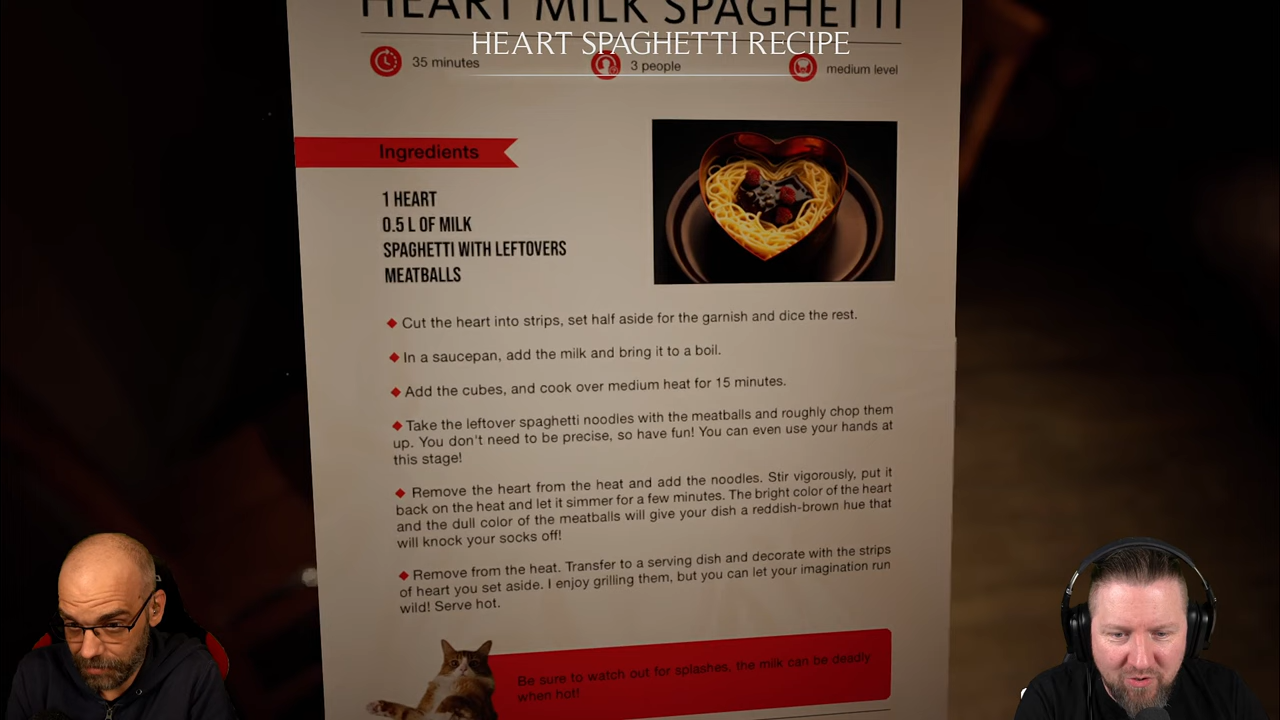 HEART MILK SPAGHETTI
HEART SPAGHETTI RECIPE
35 minutes
3 people
medium level
Ingredients
1 HEART
0.5 L OF MILK
SPAGHETTI WITH LEFTOVERS
MEATBALLS
◆ Cut the heart into strips, set half aside for the garnish and dice the rest.
◆ In a saucepan, add the milk and bring it to a boil.
◆ Add the cubes, and cook over medium heat for 15 minutes.
◆ Take the leftover spaghetti noodles with the meatballs and roughly chop them
up. You don't need to be precise, so have fun! You can even use your hands at
this stage!
◆ Remove the heart from the heat and add the noodles. Stir vigorously, put it
back on the heat and let it simmer for a few minutes. The bright color of the heart
and the dull color of the meatballs will give your dish a reddish-brown hue that
will knock your socks off!
◆ Remove from the heat. Transfer to a serving dish and decorate with the strips
of heart you set aside. I enjoy grilling them, but you can let your imagination run
wild! Serve hot.
Be sure to watch out for splashes, the milk can be deadly
when hot!